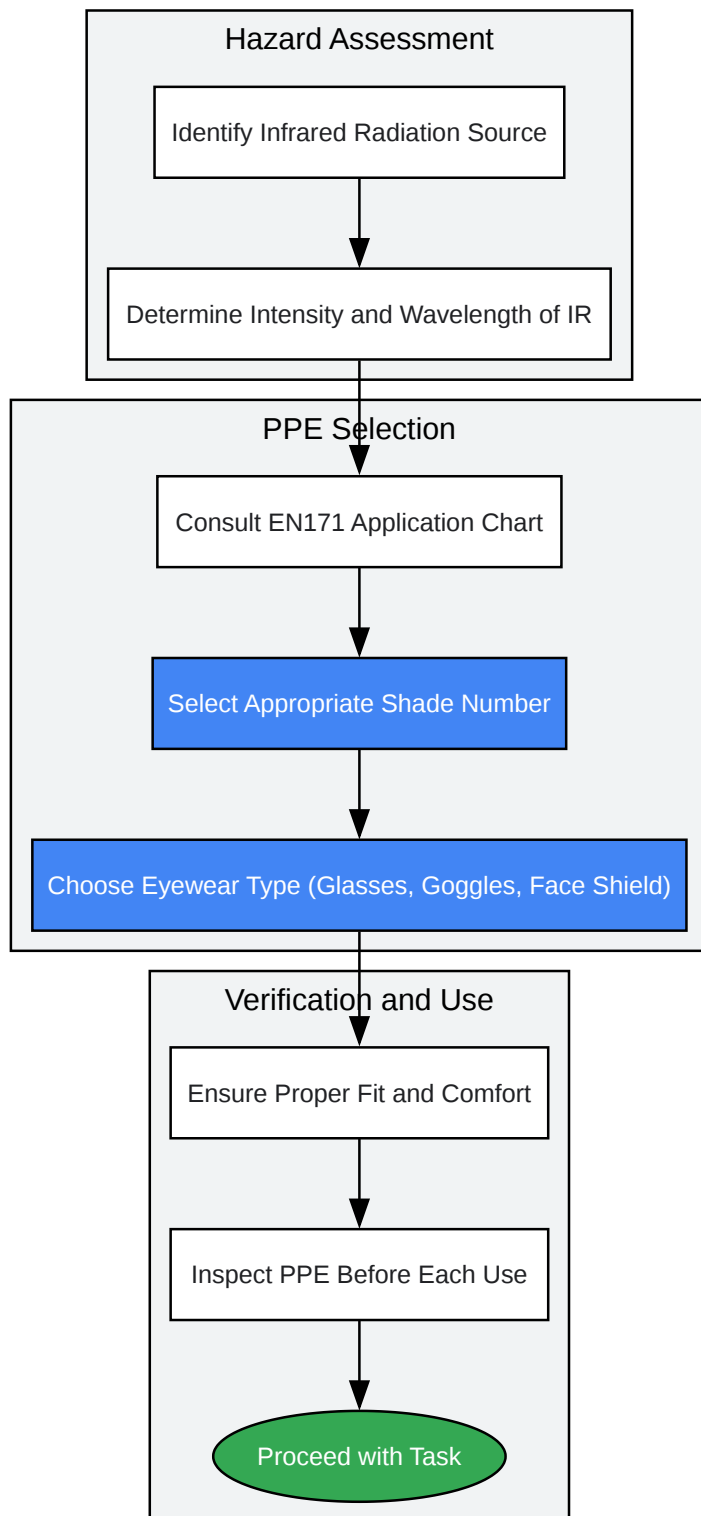 Hazard Assessment
Identify Infrared Radiation Source
Determine Intensity and Wavelength of IR
PPE Selection
Consult EN171 Application Chart
Select Appropriate Shade Number
Choose Eyewear Type (Glasses, Goggles, Face Shield)
Verification and Use
Ensure Proper Fit and Comfort
Inspect PPE Before Each Use
Proceed with Task